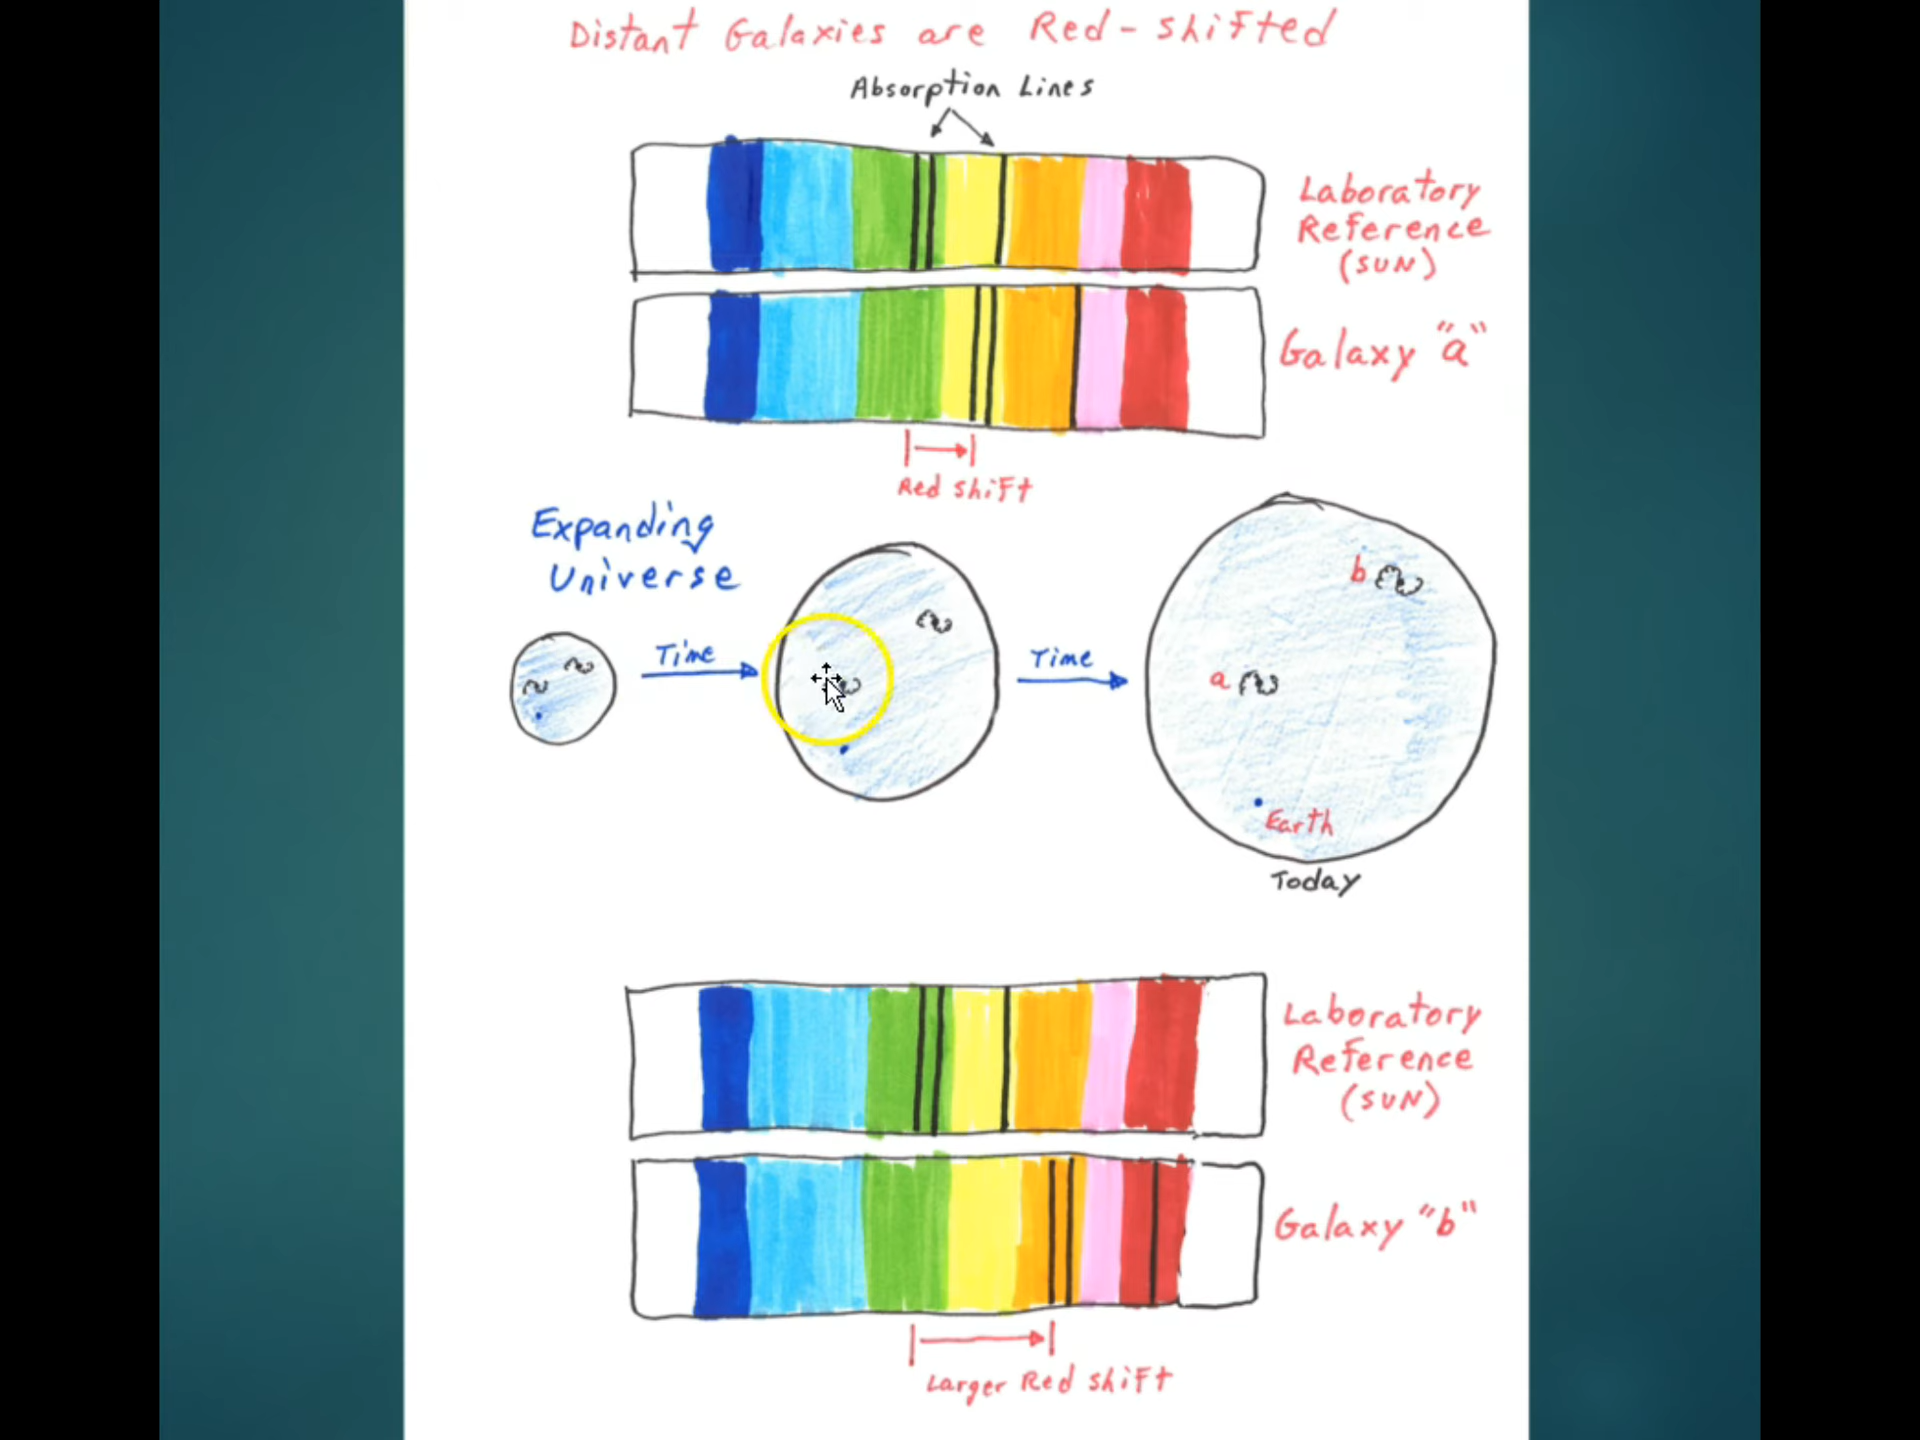 Distant Galaxies are Red-shifted
Absorption Lines
Laboratory
Reference
(SUN)
Galaxy "a"
Red shift
Expanding
Universe
Time
Time
b
a
Earth
Today
Laboratory
Reference
(SUN)
Galaxy "b"
Larger Red shift